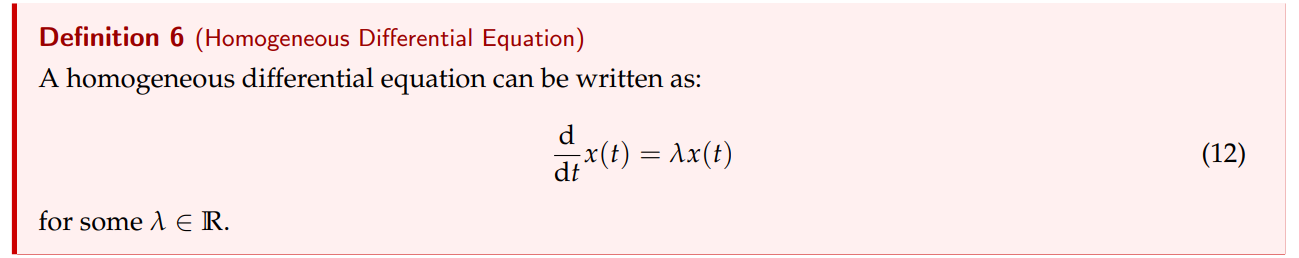 Definition 6 (Homogeneous Differential Equation)
A homogeneous differential equation can be written as:
d/dt x(t) = λx(t) (12)
for some λ ∈ ℝ.